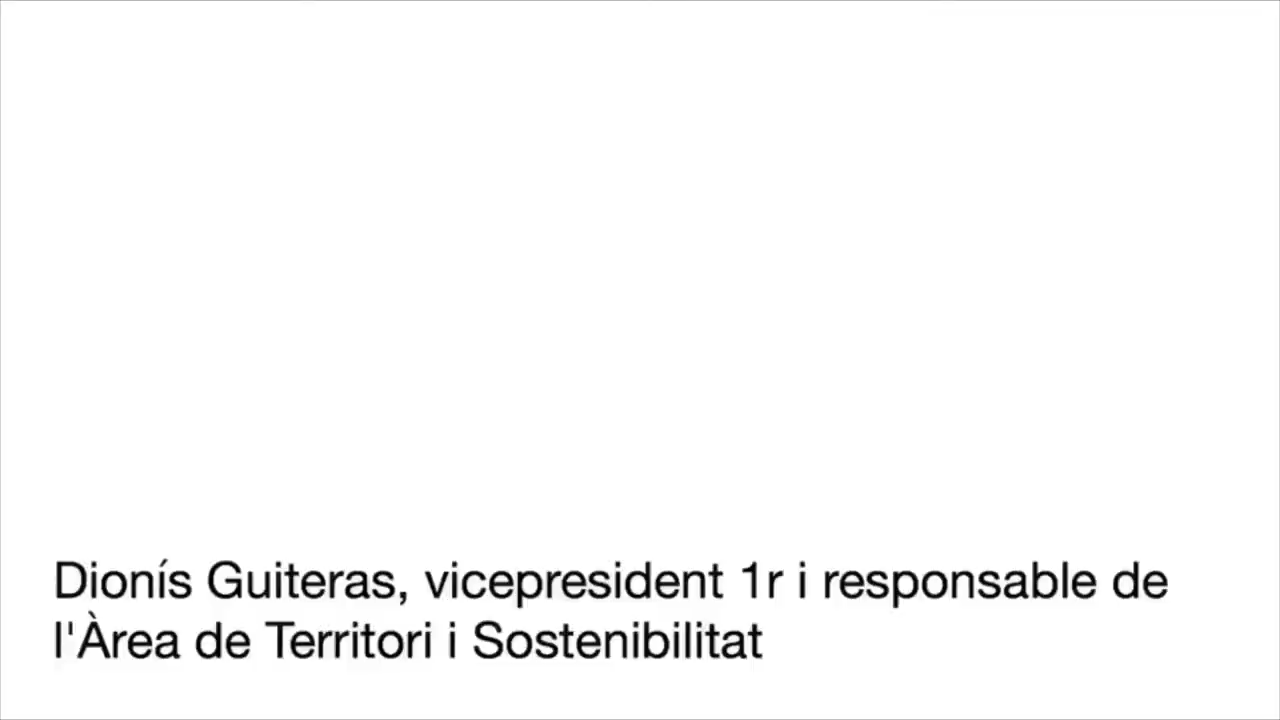 Dionís Guiteras, vicepresident 1r i responsable de
l'Àrea de Territori i Sostenibilitat